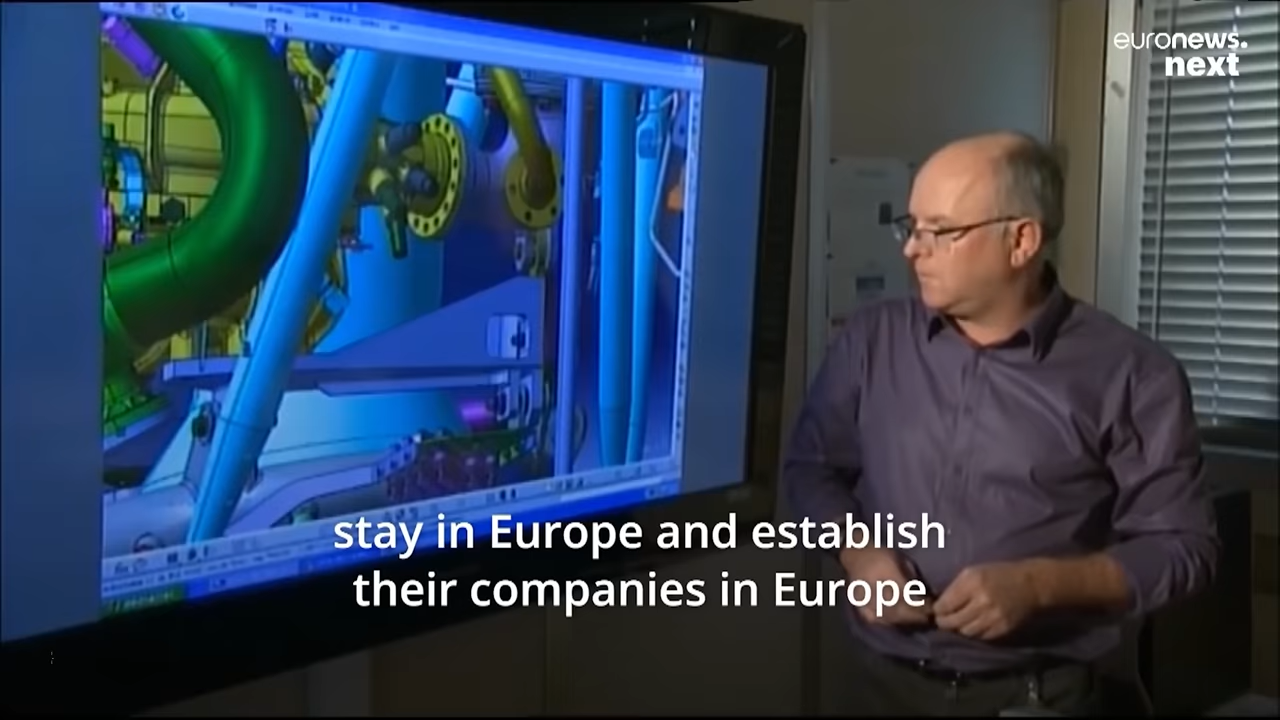 euronews.
next
stay in Europe and establish
their companies in Europe